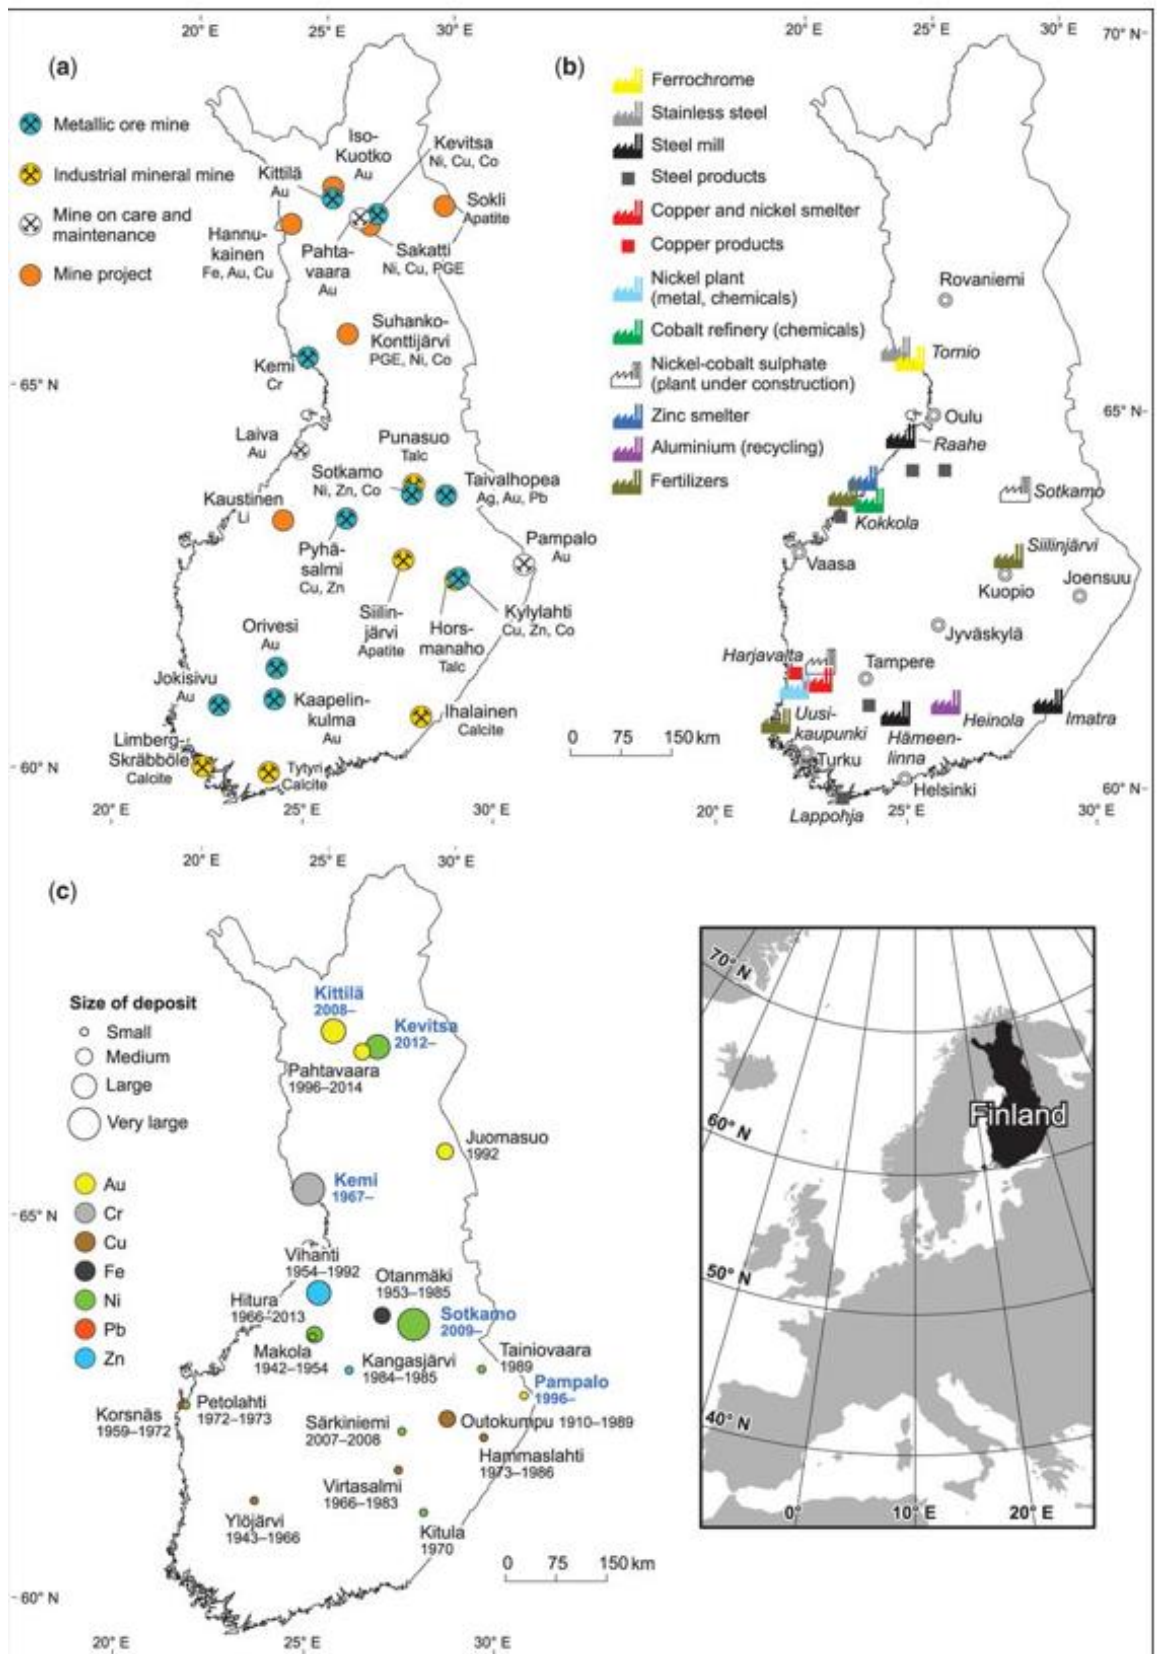 20° E
25° E
30° E
(a)
Metallic ore mine
Industrial mineral mine
Mine on care and
maintenance
Mine project
Iso-
Kuotko
Au
Kevitsa
Ni, Cu, Co
Kittilä
Au
Sokli
Apatite
Hannu-
kainen
Fe, Au, Cu
Pahta-
vaara
Au
Sakatti
Ni, Cu, PGE
Suhanko-
Konttijärvi
PGE, Ni, Co
65° N
Kemi
Cr
Laiva
Au
Punasuo
Talc
Sotkamo
Ni, Zn, Co
Taivalhopea
Ag, Au, Pb
Kaustinen
Li
Pyhä-
salmi
Cu, Zn
Pampalo
Au
Siilin-
järvi
Apatite
Hors-
manaho
Talc
Kylylahti
Cu, Zn, Co
Orivesi
Au
Jokisivu
Au
Kaapelin-
kulma
Au
Ihalainen
Calcite
Limberg-
Skräbböle
Calcite
Tytyri
Calcite
60° N
20° E
25° E
30° E
20° E
25° E
30° E
70° N
(b)
Ferrochrome
Stainless steel
Steel mill
Steel products
Copper and nickel smelter
Copper products
Nickel plant
(metal, chemicals)
Cobalt refinery (chemicals)
Nickel-cobalt sulphate
(plant under construction)
Zinc smelter
Aluminium (recycling)
Fertilizers
Rovaniemi
Tornio
65° N
Oulu
Raahe
Sotkamo
Kokkola
Vaasa
Siilinjärvi
Kuopio
Joensuu
Jyväskylä
Harjavalta
Tampere
Uusi-
kaupunki
Heinola
Imatra
Hämeen-
linna
Turku
Helsinki
Lappohja
0 75 150 km
60° N
20° E
25° E
30° E
20° E
25° E
30° E
(c)
Size of deposit
Small
Medium
Large
Very large
Au
Cr
Cu
Fe
Ni
Pb
Zn
Kittilä
2008–
Kevitsa
2012–
Pahtavaara
1996–2014
Juomasuo
1992
Kemi
1967–
65° N
Vihanti
1954–1992
Otanmäki
1953–1985
Hitura
1966–2013
Sotkamo
2009–
Makola
1942–1954
Kangasjärvi
1984–1985
Tainiovaara
1989
Pampalo
1996–
Korsnäs
1959–1972
Petolahti
1972–1973
Särkiniemi
2007–2008
Outokumpu 1910–1989
Hammaslahti
1973–1986
Virtasalmi
1966–1983
Ylöjärvi
1943–1966
Kitula
1970
0 75 150 km
60° N
20° E
25° E
30° E
70° N
60° N
Finland
50° N
40° N
0°
10° E
20° E